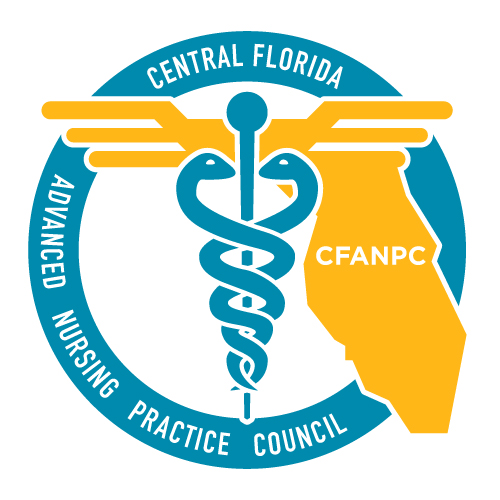 CENTRAL FLORIDA
CFANPC
ADVANCED NURSING PRACTICE COUNCIL